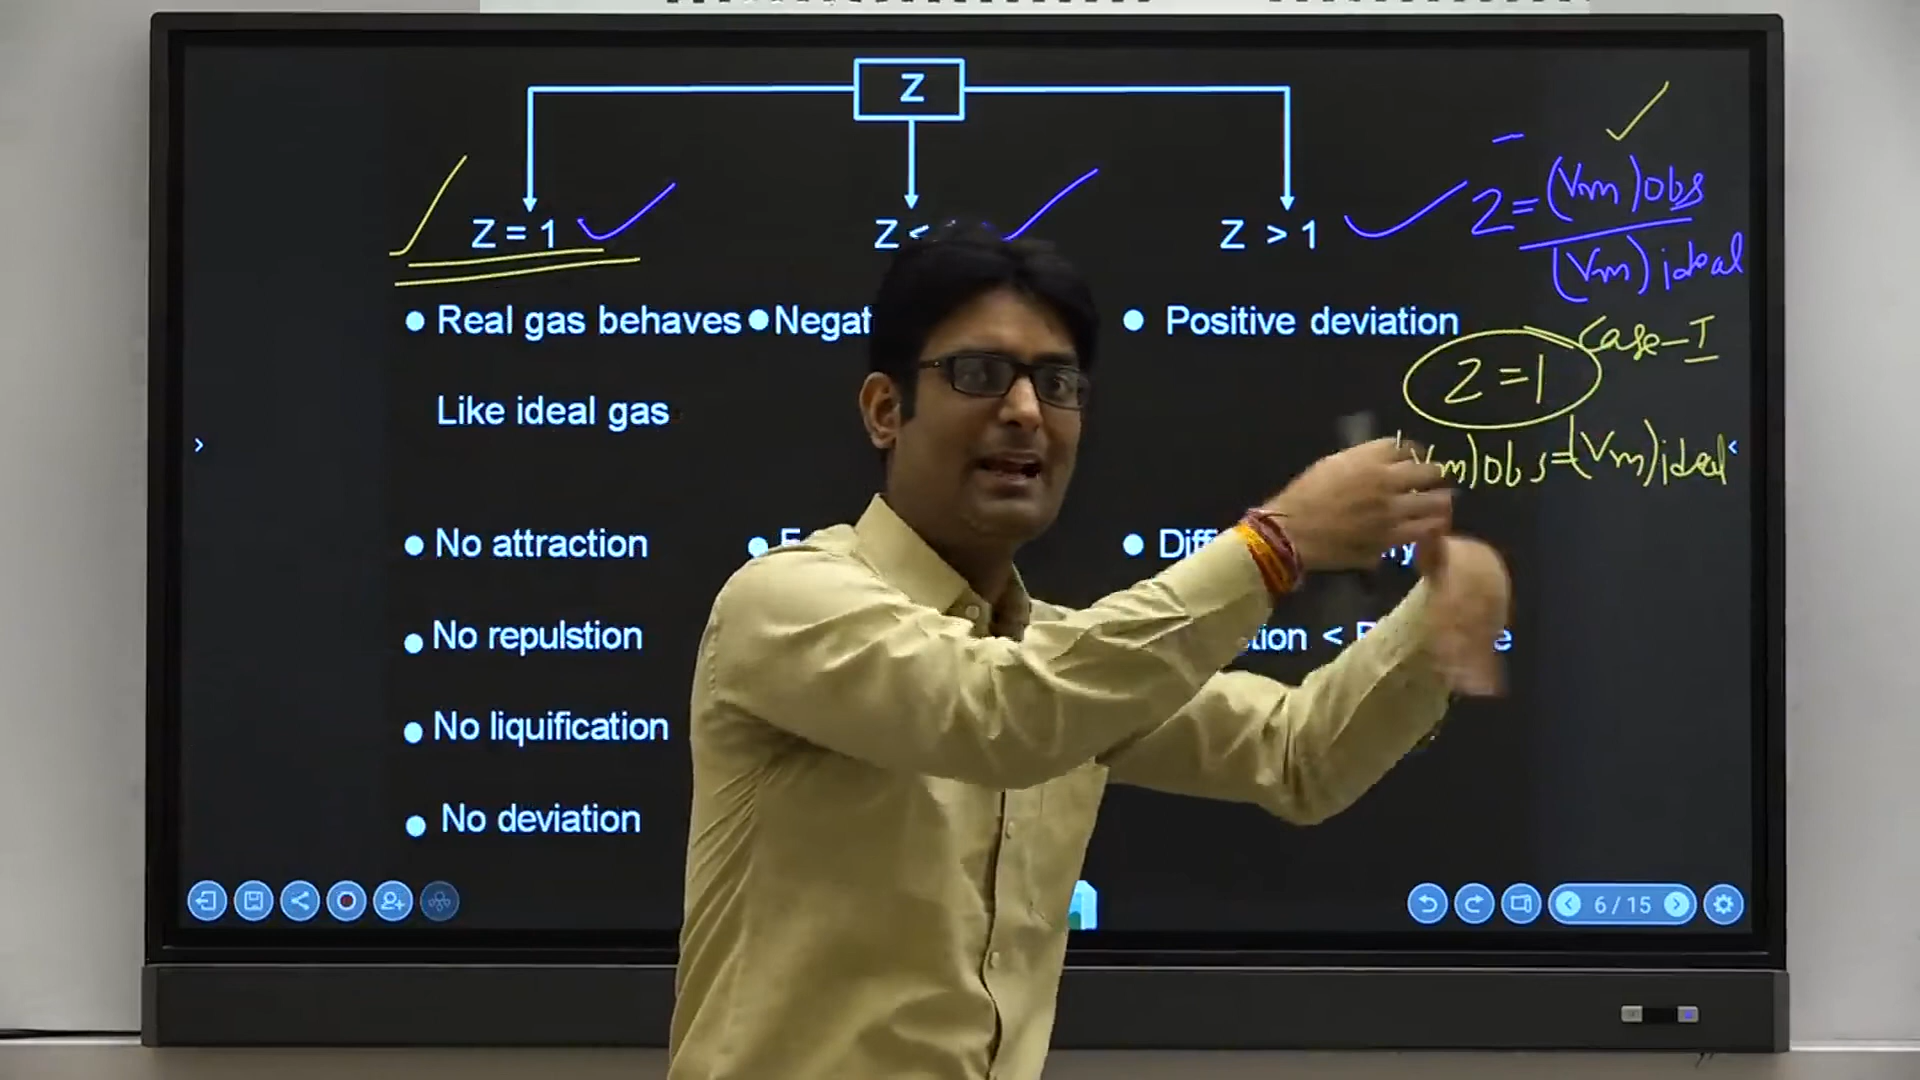 Z
Z = 1
Z <
Z > 1
Z = (Vm)obs
(Vm)ideal
Real gas behaves
Like ideal gas
Positive deviation
Case-I
Z = 1
(Vm)obs = (Vm)ideal
No attraction
No repulstion
<
No liquification
No deviation
6 / 15